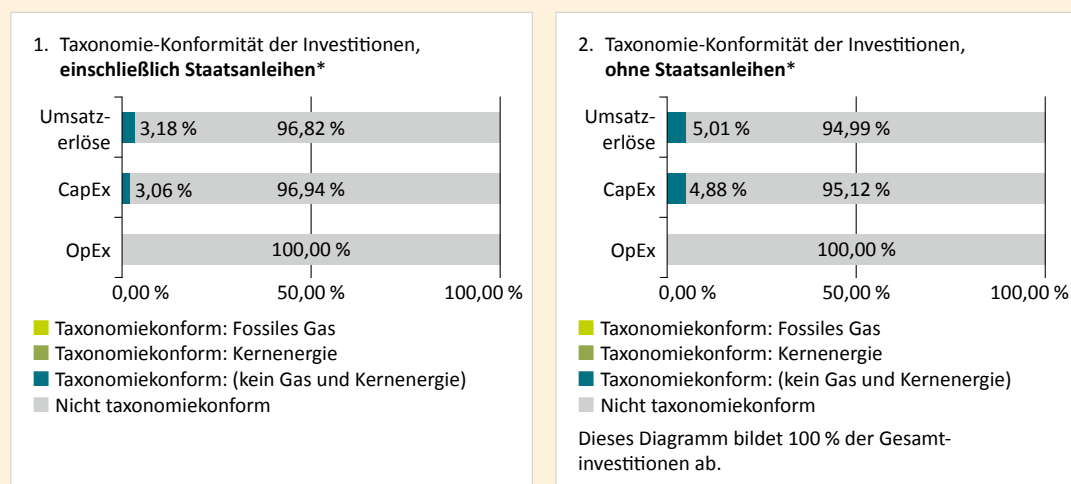 1. Taxonomie-Konformität der Investitionen,
einschließlich Staatsanleihen*
Umsatz-
erlöse
3,18 %
96,82 %
CapEx
3,06 %
96,94 %
OpEx
100,00 %
0,00 %
50,00 %
100,00 %
Taxonomiekonform: Fossiles Gas
Taxonomiekonform: Kernenergie
Taxonomiekonform: (kein Gas und Kernenergie)
Nicht taxonomiekonform
2. Taxonomie-Konformität der Investitionen,
ohne Staatsanleihen*
Umsatz-
erlöse
5,01 %
94,99 %
CapEx
4,88 %
95,12 %
OpEx
100,00 %
0,00 %
50,00 %
100,00 %
Taxonomiekonform: Fossiles Gas
Taxonomiekonform: Kernenergie
Taxonomiekonform: (kein Gas und Kernenergie)
Nicht taxonomiekonform
Dieses Diagramm bildet 100 % der Gesamt-
investitionen ab.